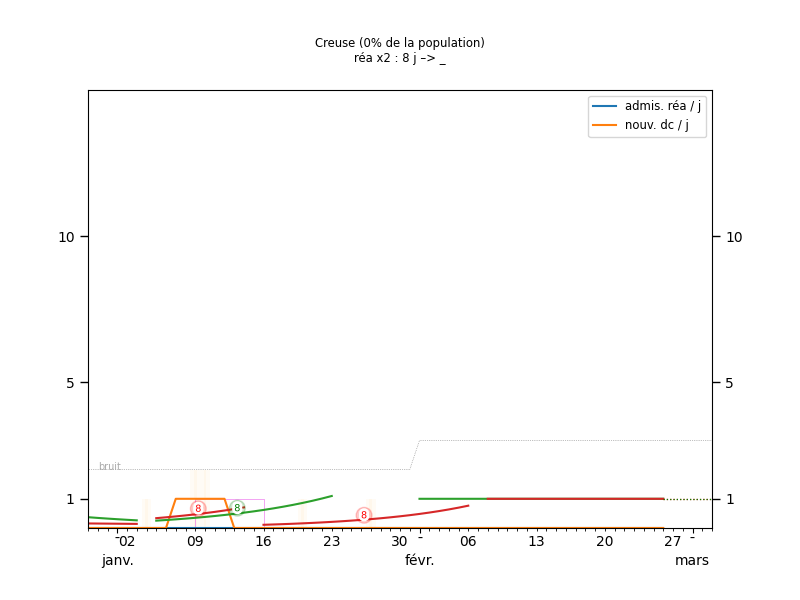 Creuse (0% de la population)
réa x2 : 8 j –> _
admis. réa / j
nouv. dc / j
10 10
5 5
bruit
1 1
8 8 8
02 09 16 23 30 06 13 20 27
janv. févr. mars